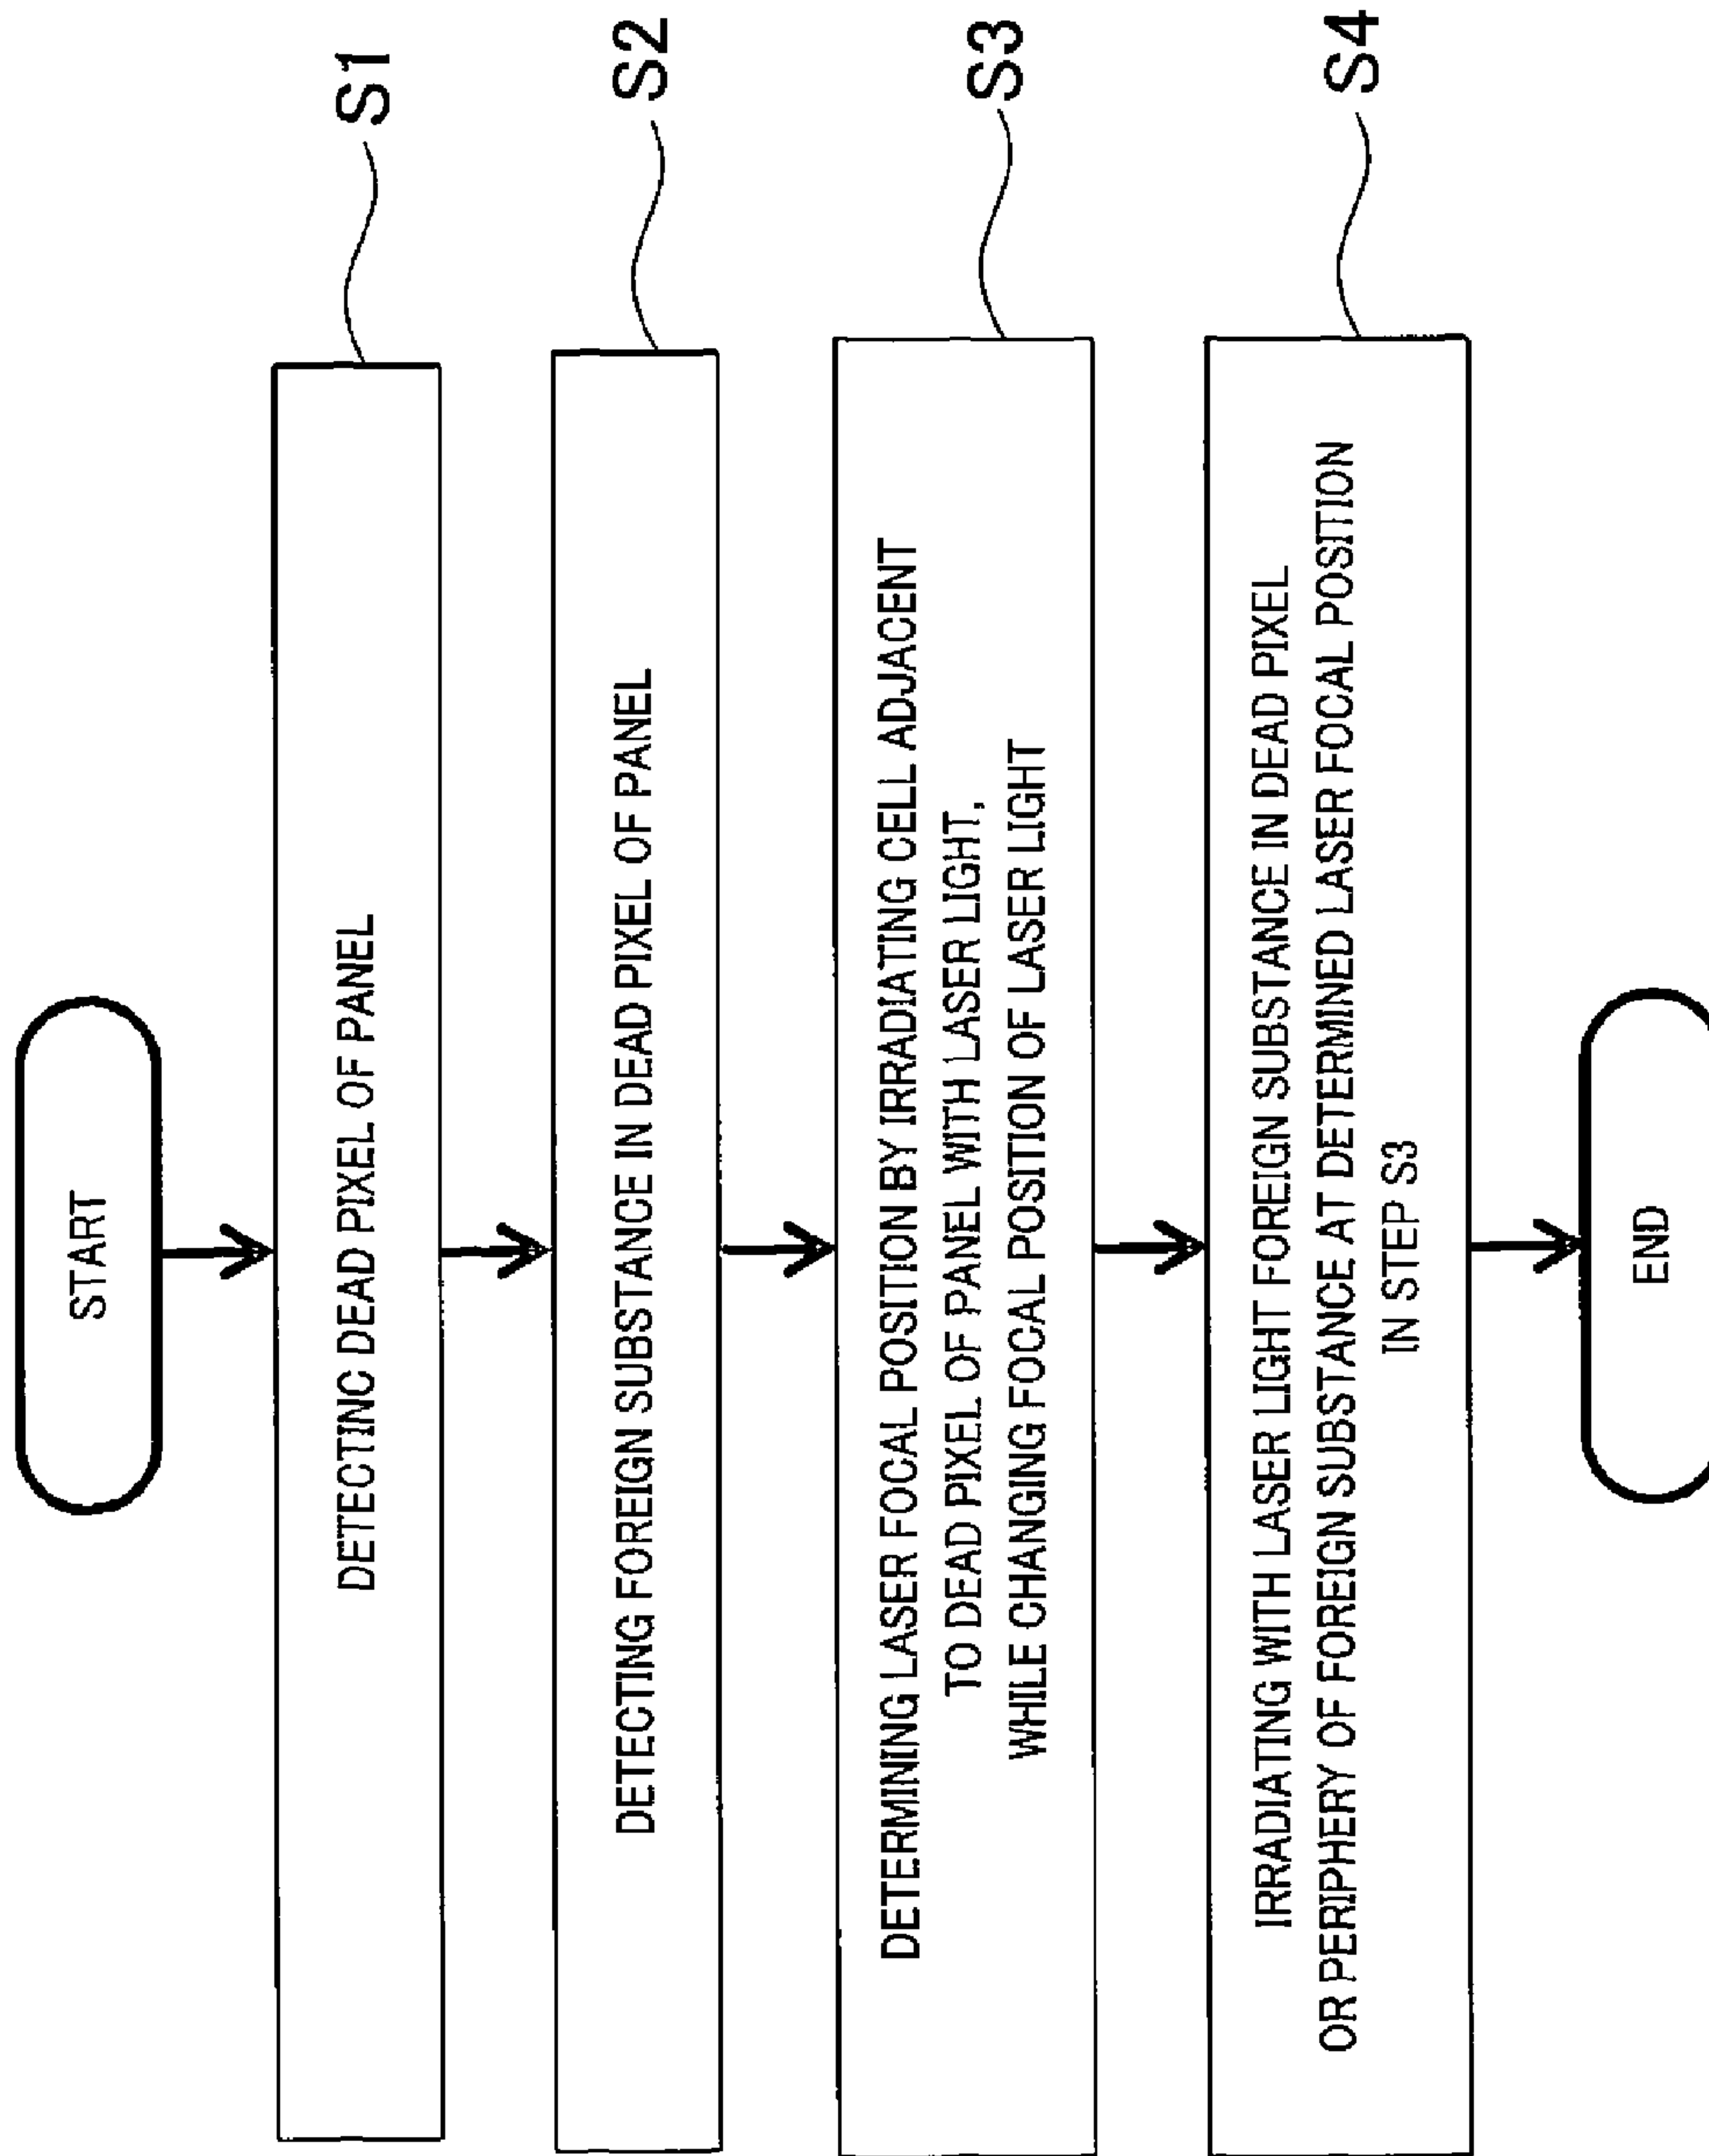 START
DETECTING DEAD PIXEL OF PANEL
S1
DETECTING FOREIGN SUBSTANCE IN DEAD PIXEL OF PANEL
S2
DETERMINING LASER FOCAL POSITION BY IRRADIATING CELL ADJACENT
TO DEAD PIXEL OF PANEL WITH LASER LIGHT,
WHILE CHANGING FOCAL POSITION OF LASER LIGHT
S3
IRRADIATING WITH LASER LIGHT FOREIGN SUBSTANCE IN DEAD PIXEL
OR PERIPHERY OF FOREIGN SUBSTANCE AT DETERMINED LASER FOCAL POSITION
IN STEP S3
S4
END